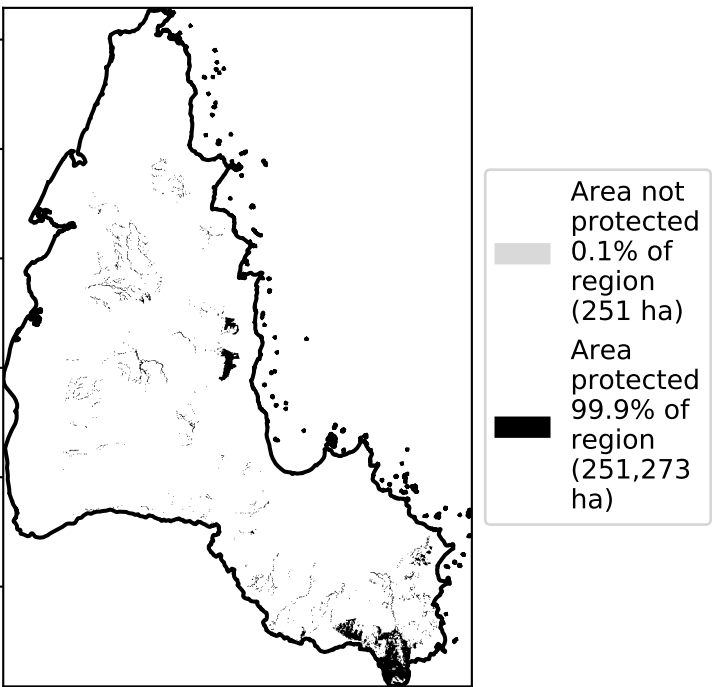 Area not
protected
0.1% of
region
(251 ha)
Area
protected
99.9% of
region
(251,273
ha)